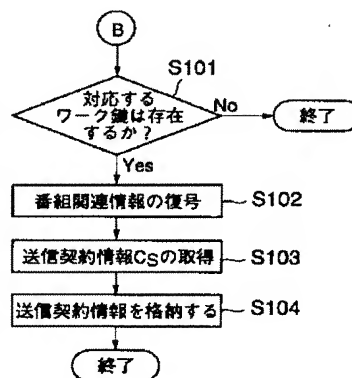 B
S101
対応する
ワーク鍵は存在
するか？
No
終了
Yes
番組関連情報の復号
S102
送信契約情報CSの取得
S103
送信契約情報を格納する
S104
終了